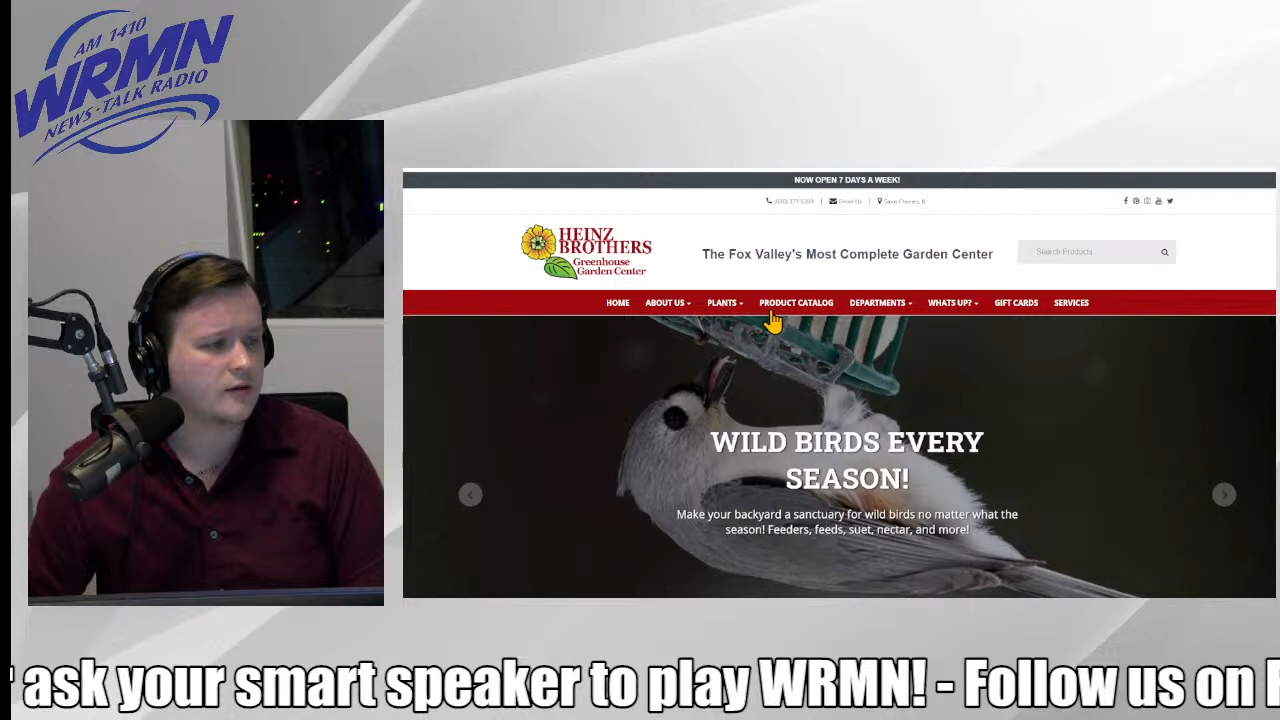 AM 1410
WRMN
NEWS·TALK RADIO
NOW OPEN 7 DAYS A WEEK!
Email Us
HEINZ
BROTHERS
Greenhouse
Garden Center
The Fox Valley's Most Complete Garden Center
Search Products
HOME ABOUT US PLANTS PRODUCT CATALOG DEPARTMENTS WHATS UP? GIFT CARDS SERVICES
WILD BIRDS EVERY
SEASON!
Make your backyard a sanctuary for wild birds no matter what the
season! Feeders, feeds, suet, nectar, and more!
ask your smart speaker to play WRMN! - Follow us on